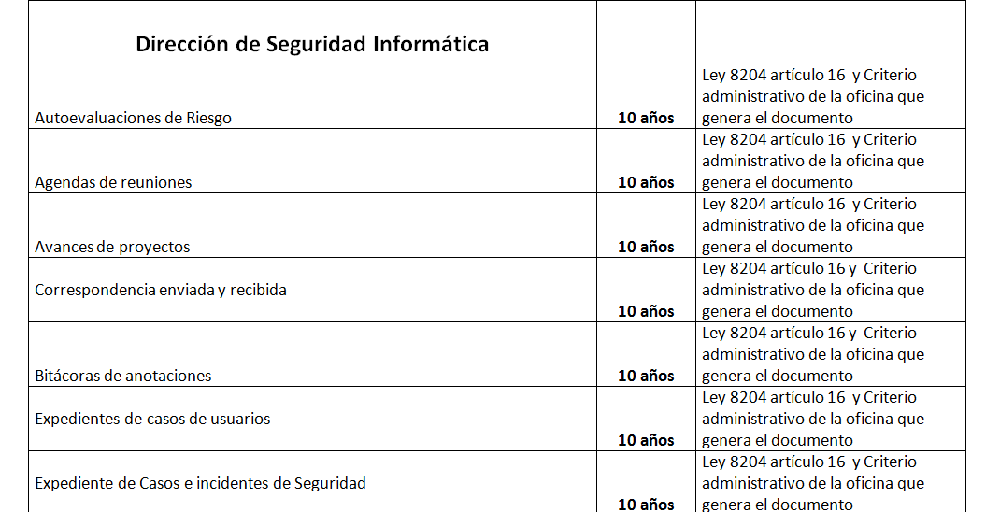 Dirección de Seguridad Informática
Ley 8204 artículo 16  y Criterio
administrativo de la oficina que
Autoevaluaciones de Riesgo 10 años genera el documento
Ley 8204 artículo 16  y Criterio
administrativo de la oficina que
Agendas de reuniones 10 años genera el documento
Ley 8204 artículo 16  y Criterio
administrativo de la oficina que
Avances de proyectos 10 años genera el documento
Ley 8204 artículo 16 y  Criterio
Correspondencia enviada y recibida administrativo de la oficina que
10 años genera el documento
Ley 8204 artículo 16 y  Criterio
administrativo de la oficina que
Bitácoras de anotaciones 10 años genera el documento
Ley 8204 artículo 16  y Criterio
Expedientes de casos de usuarios administrativo de la oficina que
10 años genera el documento
Ley 8204 artículo 16  y Criterio
Expediente de Casos e incidentes de Seguridad administrativo de la oficina que
10 años genera el documento